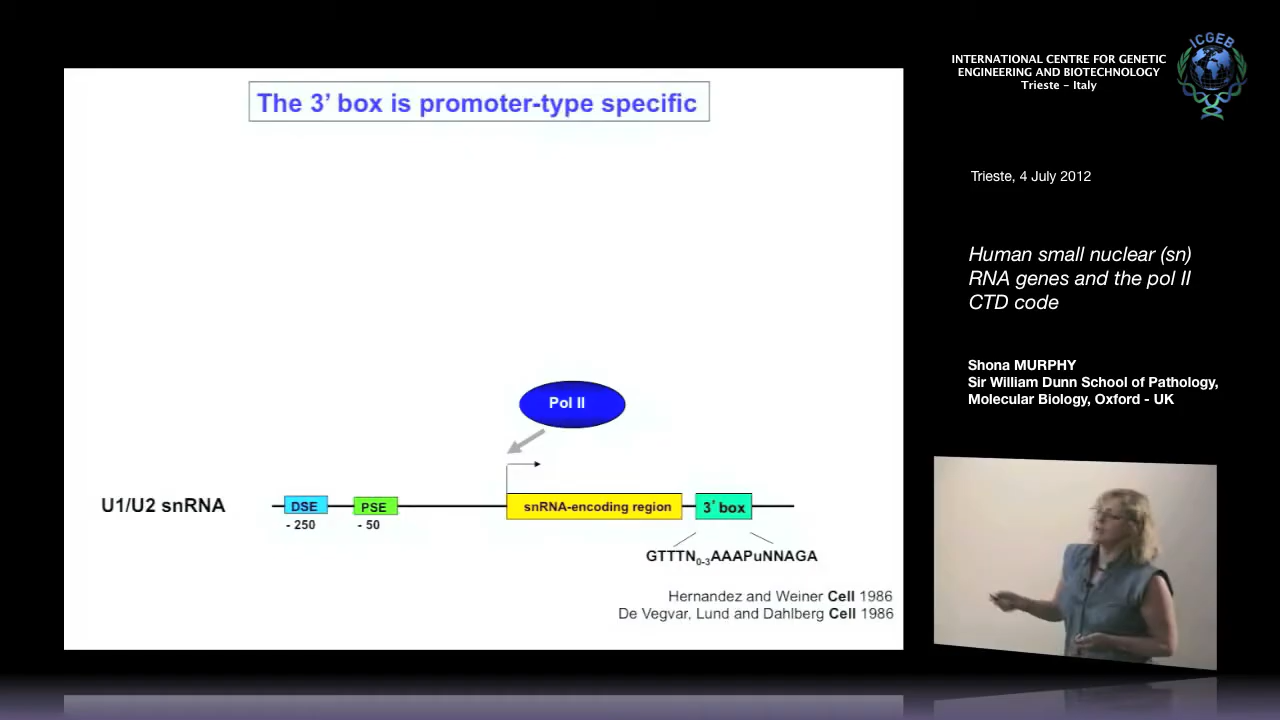 The 3' box is promoter-type specific
Pol II
U1/U2 snRNA
DSE
PSE
snRNA-encoding region
3' box
- 250
- 50
GTTTN0-3AAAPuNNAGA
Hernandez and Weiner Cell 1986
De Vegvar, Lund and Dahlberg Cell 1986
INTERNATIONAL CENTRE FOR GENETIC
ENGINEERING AND BIOTECHNOLOGY
Trieste - Italy
ICGEB
Trieste, 4 July 2012
Human small nuclear (sn)
RNA genes and the pol II
CTD code
Shona MURPHY
Sir William Dunn School of Pathology,
Molecular Biology, Oxford - UK